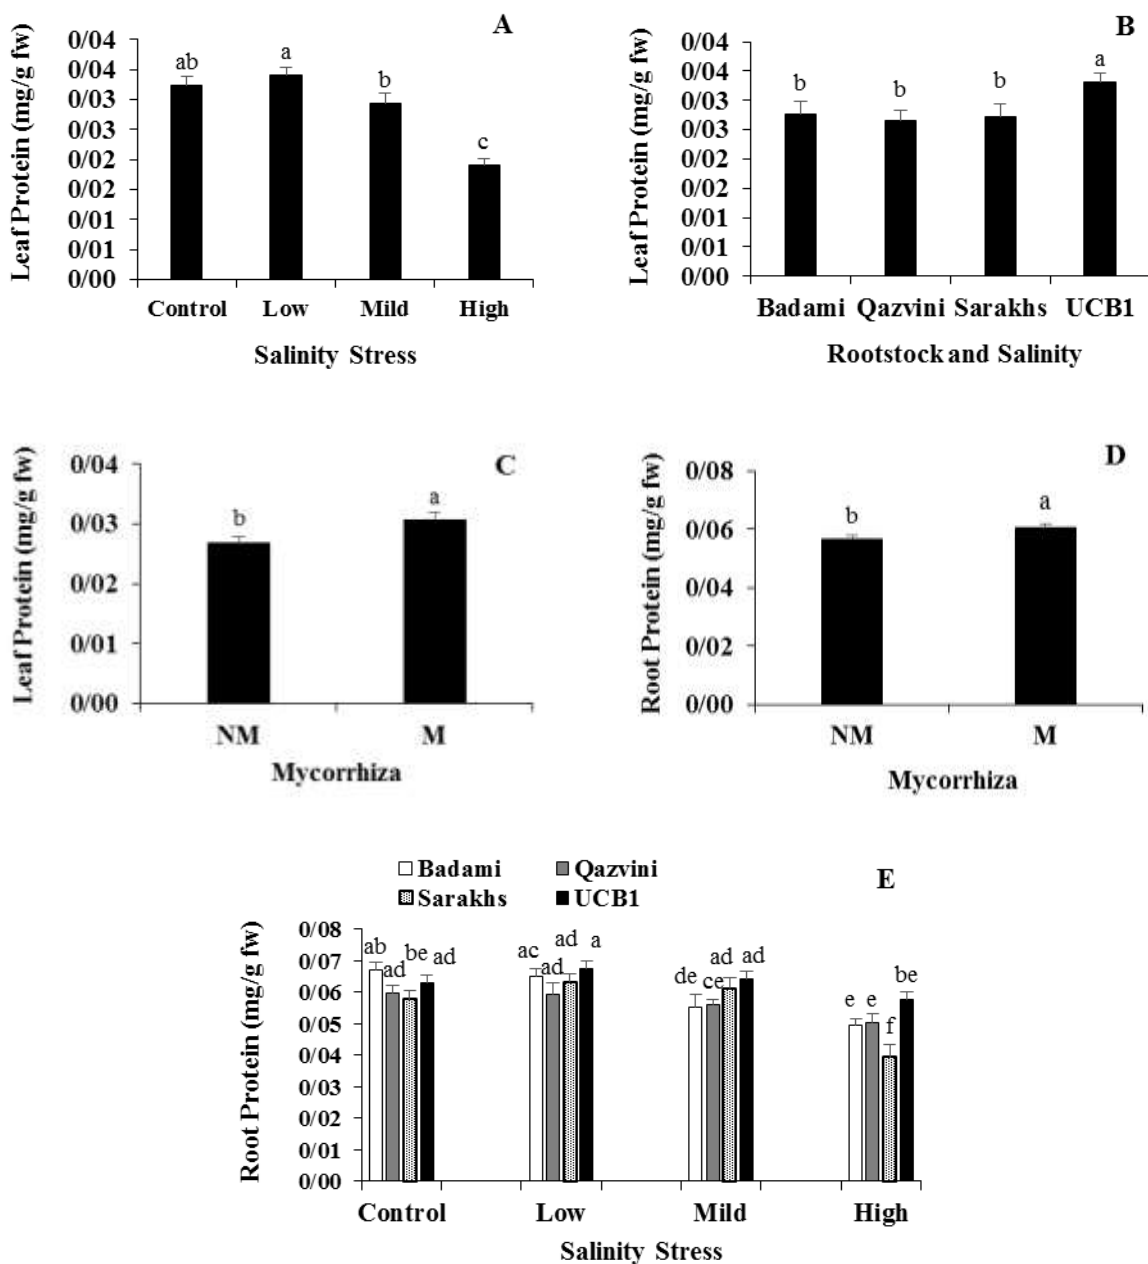 A
Leaf Protein (mg/g fw)
0/04
0/04
0/03
0/03
0/02
0/02
0/01
0/01
0/00
ab
a
b
c
Control Low Mild High
Salinity Stress
B
Leaf Protein (mg/g fw)
0/04
0/04
0/03
0/03
0/02
0/02
0/01
0/01
0/00
b
b
b
a
Badami Qazvini Sarakhs UCB1
Rootstock and Salinity
C
Leaf Protein (mg/g fw)
0/04
0/03
0/02
0/01
0/00
b
a
NM M
Mycorrhiza
D
Root Protein (mg/g fw)
0/08
0/06
0/04
0/02
0/00
b
a
NM M
Mycorrhiza
Badami Qazvini
Sarakhs UCB1
E
Root Protein (mg/g fw)
0/08
0/07
0/06
0/05
0/04
0/03
0/02
0/01
0/00
ab ad be ad
ac ad ad a
de ce ad ad
e e f be
Control Low Mild High
Salinity Stress